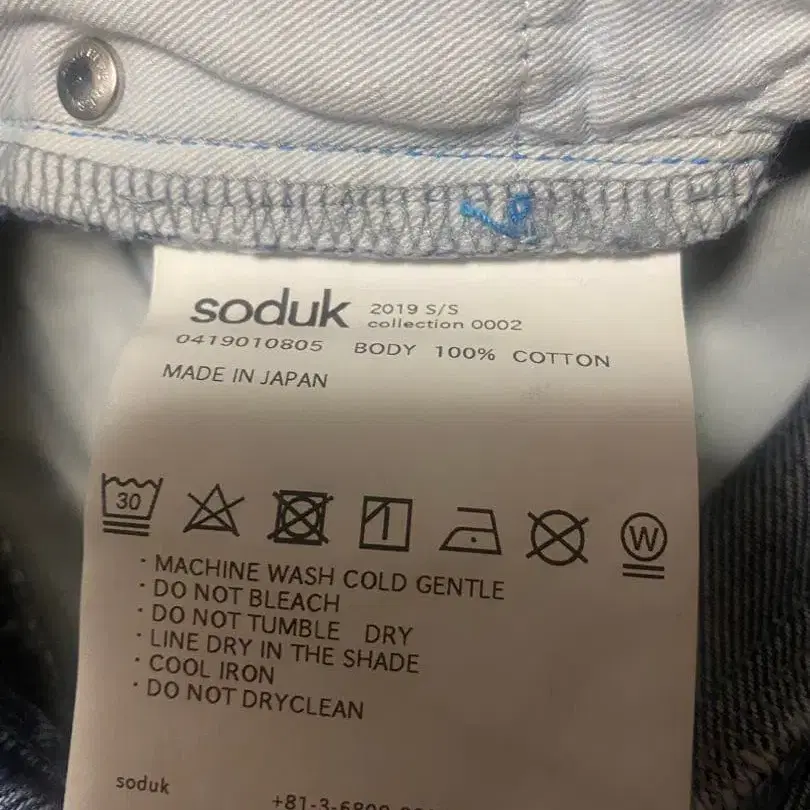 soduk 2019 S/S
collection 0002
0419010805 BODY 100% COTTON
MADE IN JAPAN
30
W
· MACHINE WASH COLD GENTLE
· DO NOT BLEACH
· DO NOT TUMBLE DRY
· LINE DRY IN THE SHADE
· COOL IRON
· DO NOT DRYCLEAN
soduk